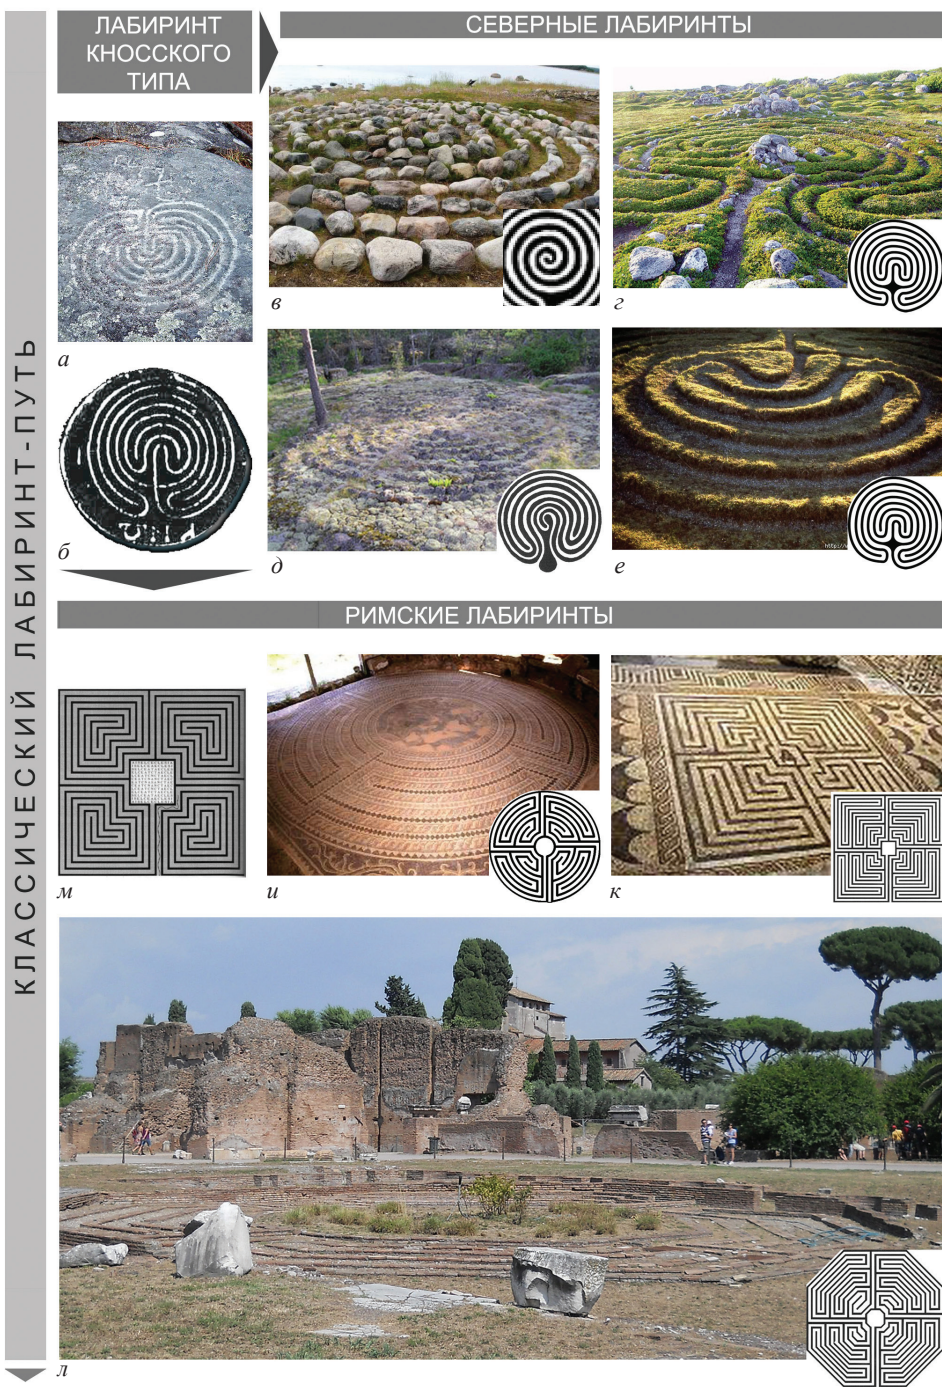 ЛАБИРИНТ
КНОССКОГО
ТИПА
СЕВЕРНЫЕ ЛАБИРИНТЫ
КЛАССИЧЕСКИЙ ЛАБИРИНТ-ПУТЬ
а
б
в
г
д
е
РИМСКИЕ ЛАБИРИНТЫ
м
и
к
л